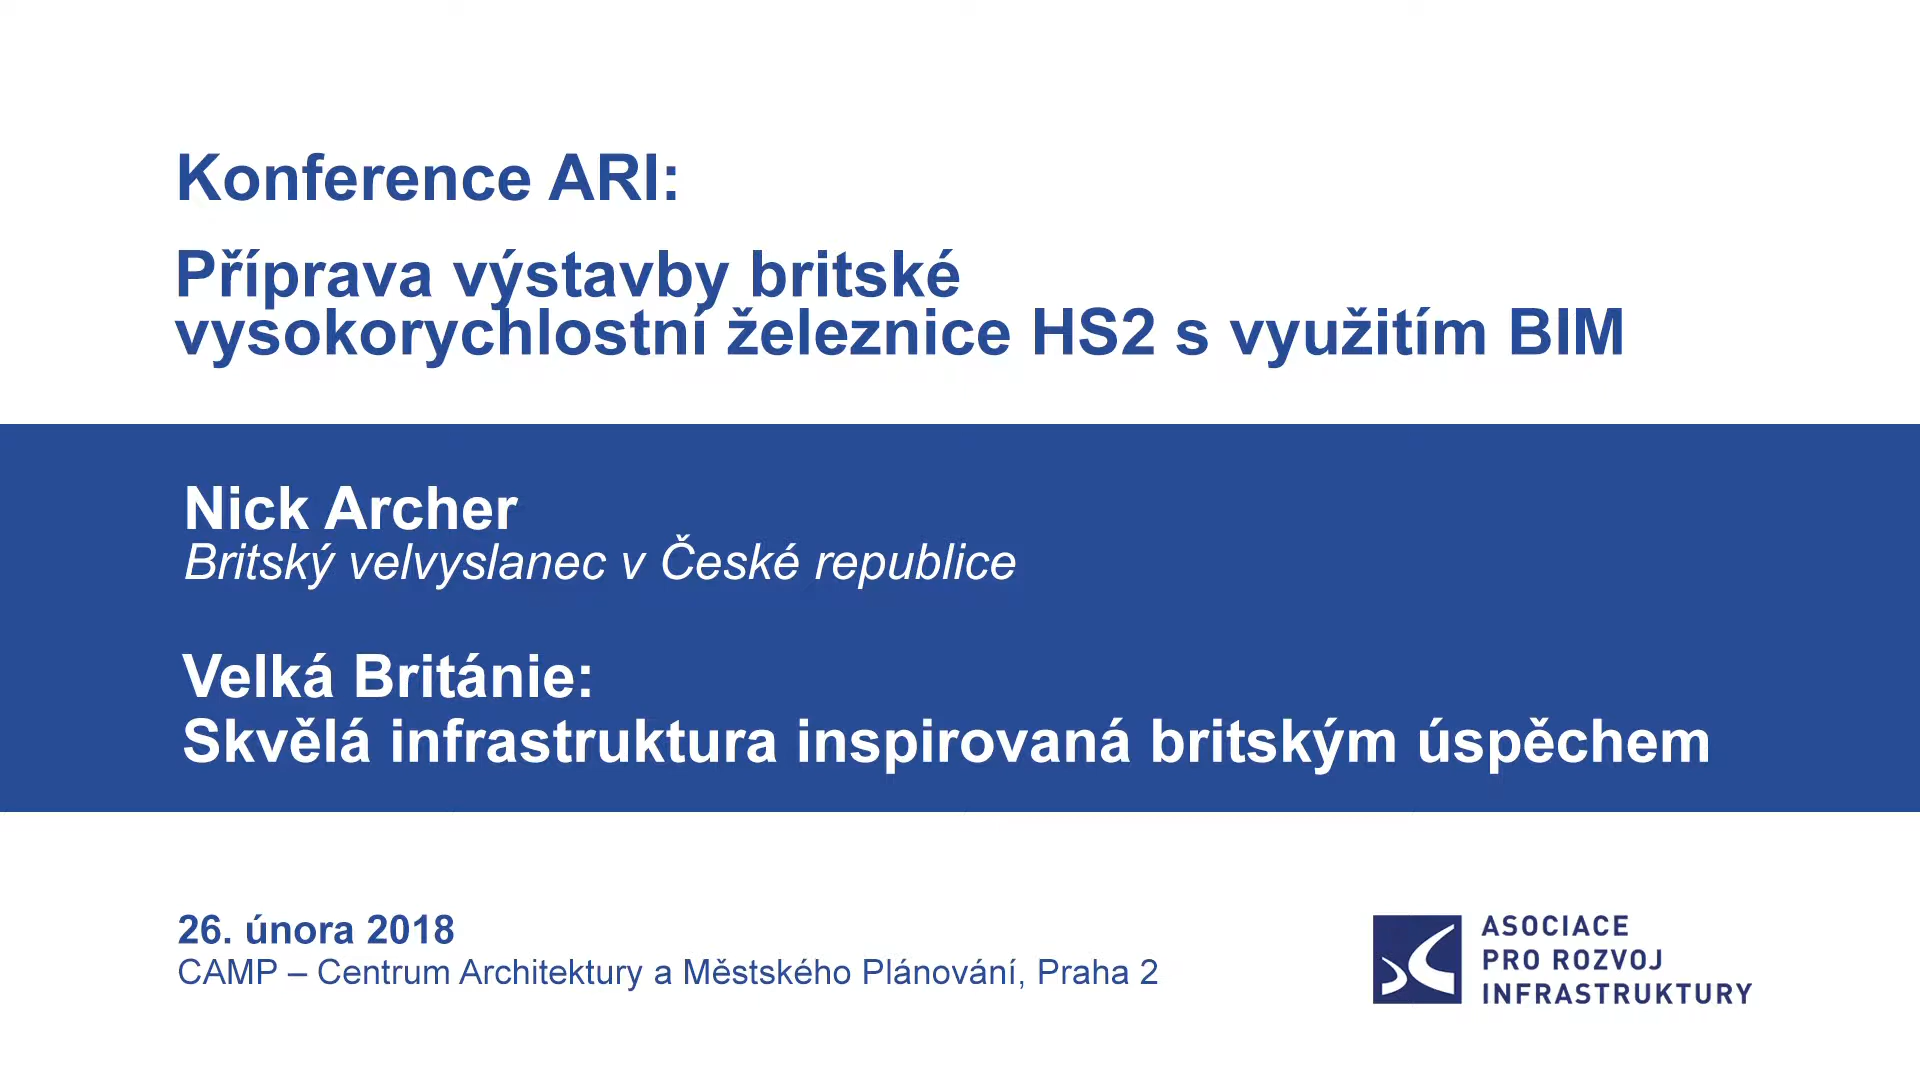 Konference ARI:
Příprava výstavby britské
vysokorychlostní železnice HS2 s využitím BIM
Nick Archer
Britský velvyslanec v České republice
Velká Británie:
Skvělá infrastruktura inspirovaná britským úspěchem
26. února 2018
CAMP – Centrum Architektury a Městského Plánování, Praha 2
ASOCIACE
PRO ROZVOJ
INFRASTRUKTURY